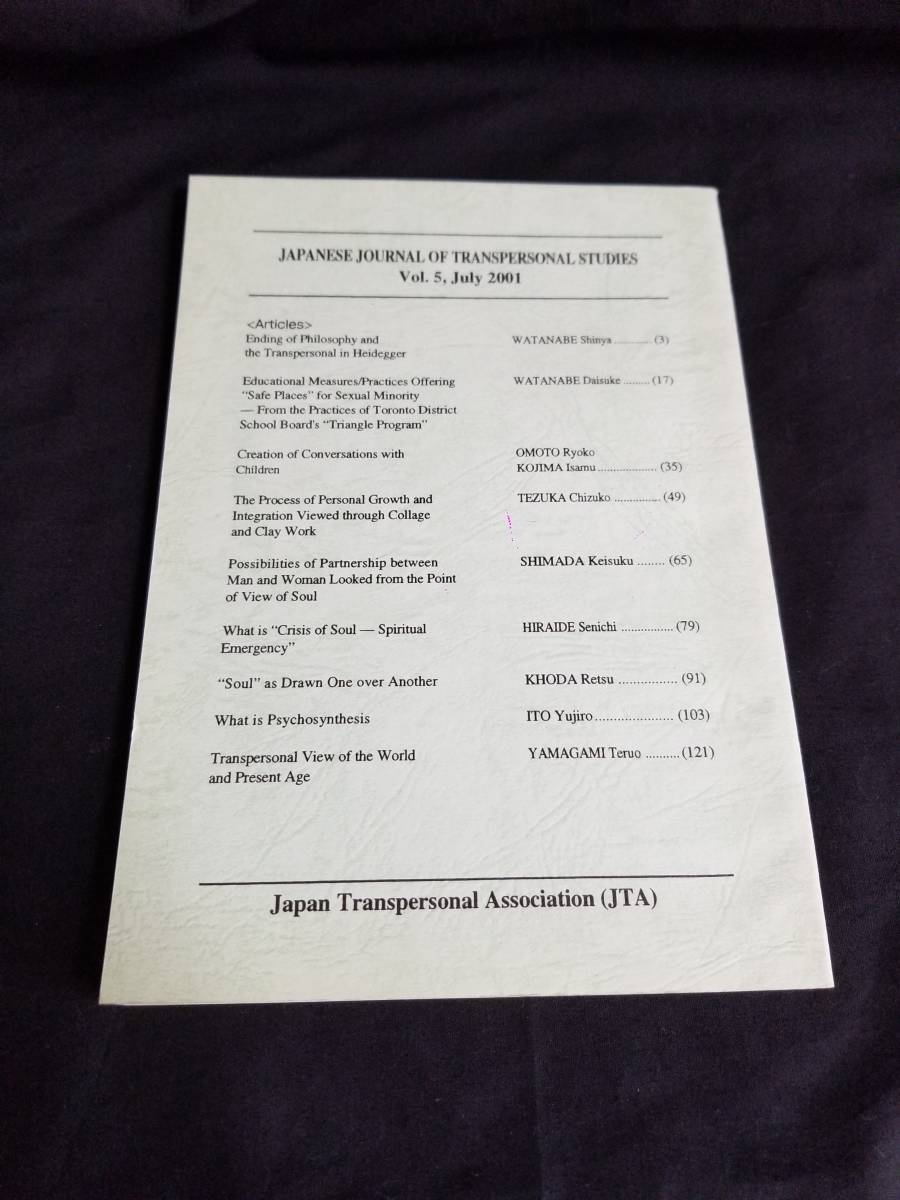 JAPANESE JOURNAL OF TRANSPERSONAL STUDIES
Vol. 5, July 2001
<Articles>
Ending of Philosophy and
the Transpersonal in Heidegger
WATANABE Shinya ............ (3)
Educational Measures/Practices Offering
“Safe Places” for Sexual Minority
— From the Practices of Toronto District
School Board's “Triangle Program”
WATANABE Daisuke ......... (17)
Creation of Conversations with
Children
OMOTO Ryoko
KOJIMA Isamu ................... (35)
The Process of Personal Growth and
Integration Viewed through Collage
and Clay Work
TEZUKA Chizuko ............... (49)
Possibilities of Partnership between
Man and Woman Looked from the Point
of View of Soul
SHIMADA Keisuku ........ (65)
What is “Crisis of Soul — Spiritual
Emergency”
HIRAIDE Senichi ................ (79)
“Soul” as Drawn One over Another
KHODA Retsu ................ (91)
What is Psychosynthesis
ITO Yujiro...................... (103)
Transpersonal View of the World
and Present Age
YAMAGAMI Teruo ..........(121)
Japan Transpersonal Association (JTA)